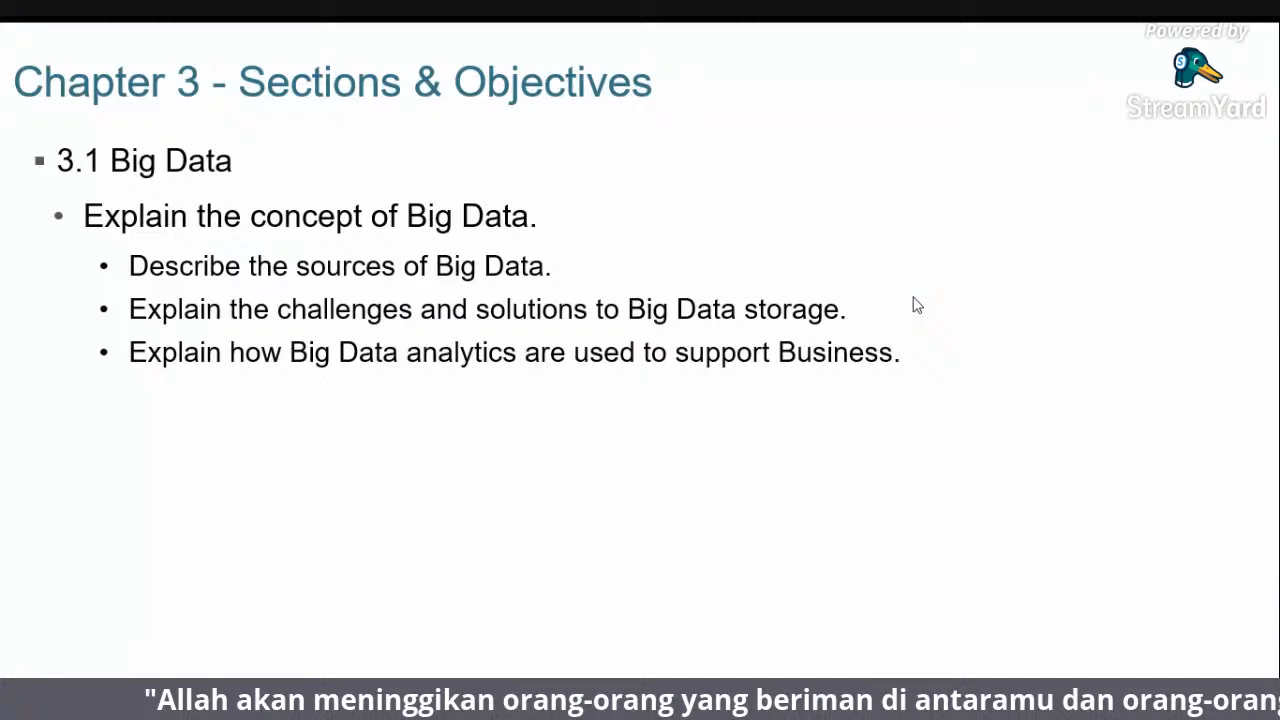 Powered by
StreamYard
Chapter 3 - Sections & Objectives
▪ 3.1 Big Data
• Explain the concept of Big Data.
• Describe the sources of Big Data.
• Explain the challenges and solutions to Big Data storage.
• Explain how Big Data analytics are used to support Business.
"Allah akan meninggikan orang-orang yang beriman di antaramu dan orang-orang